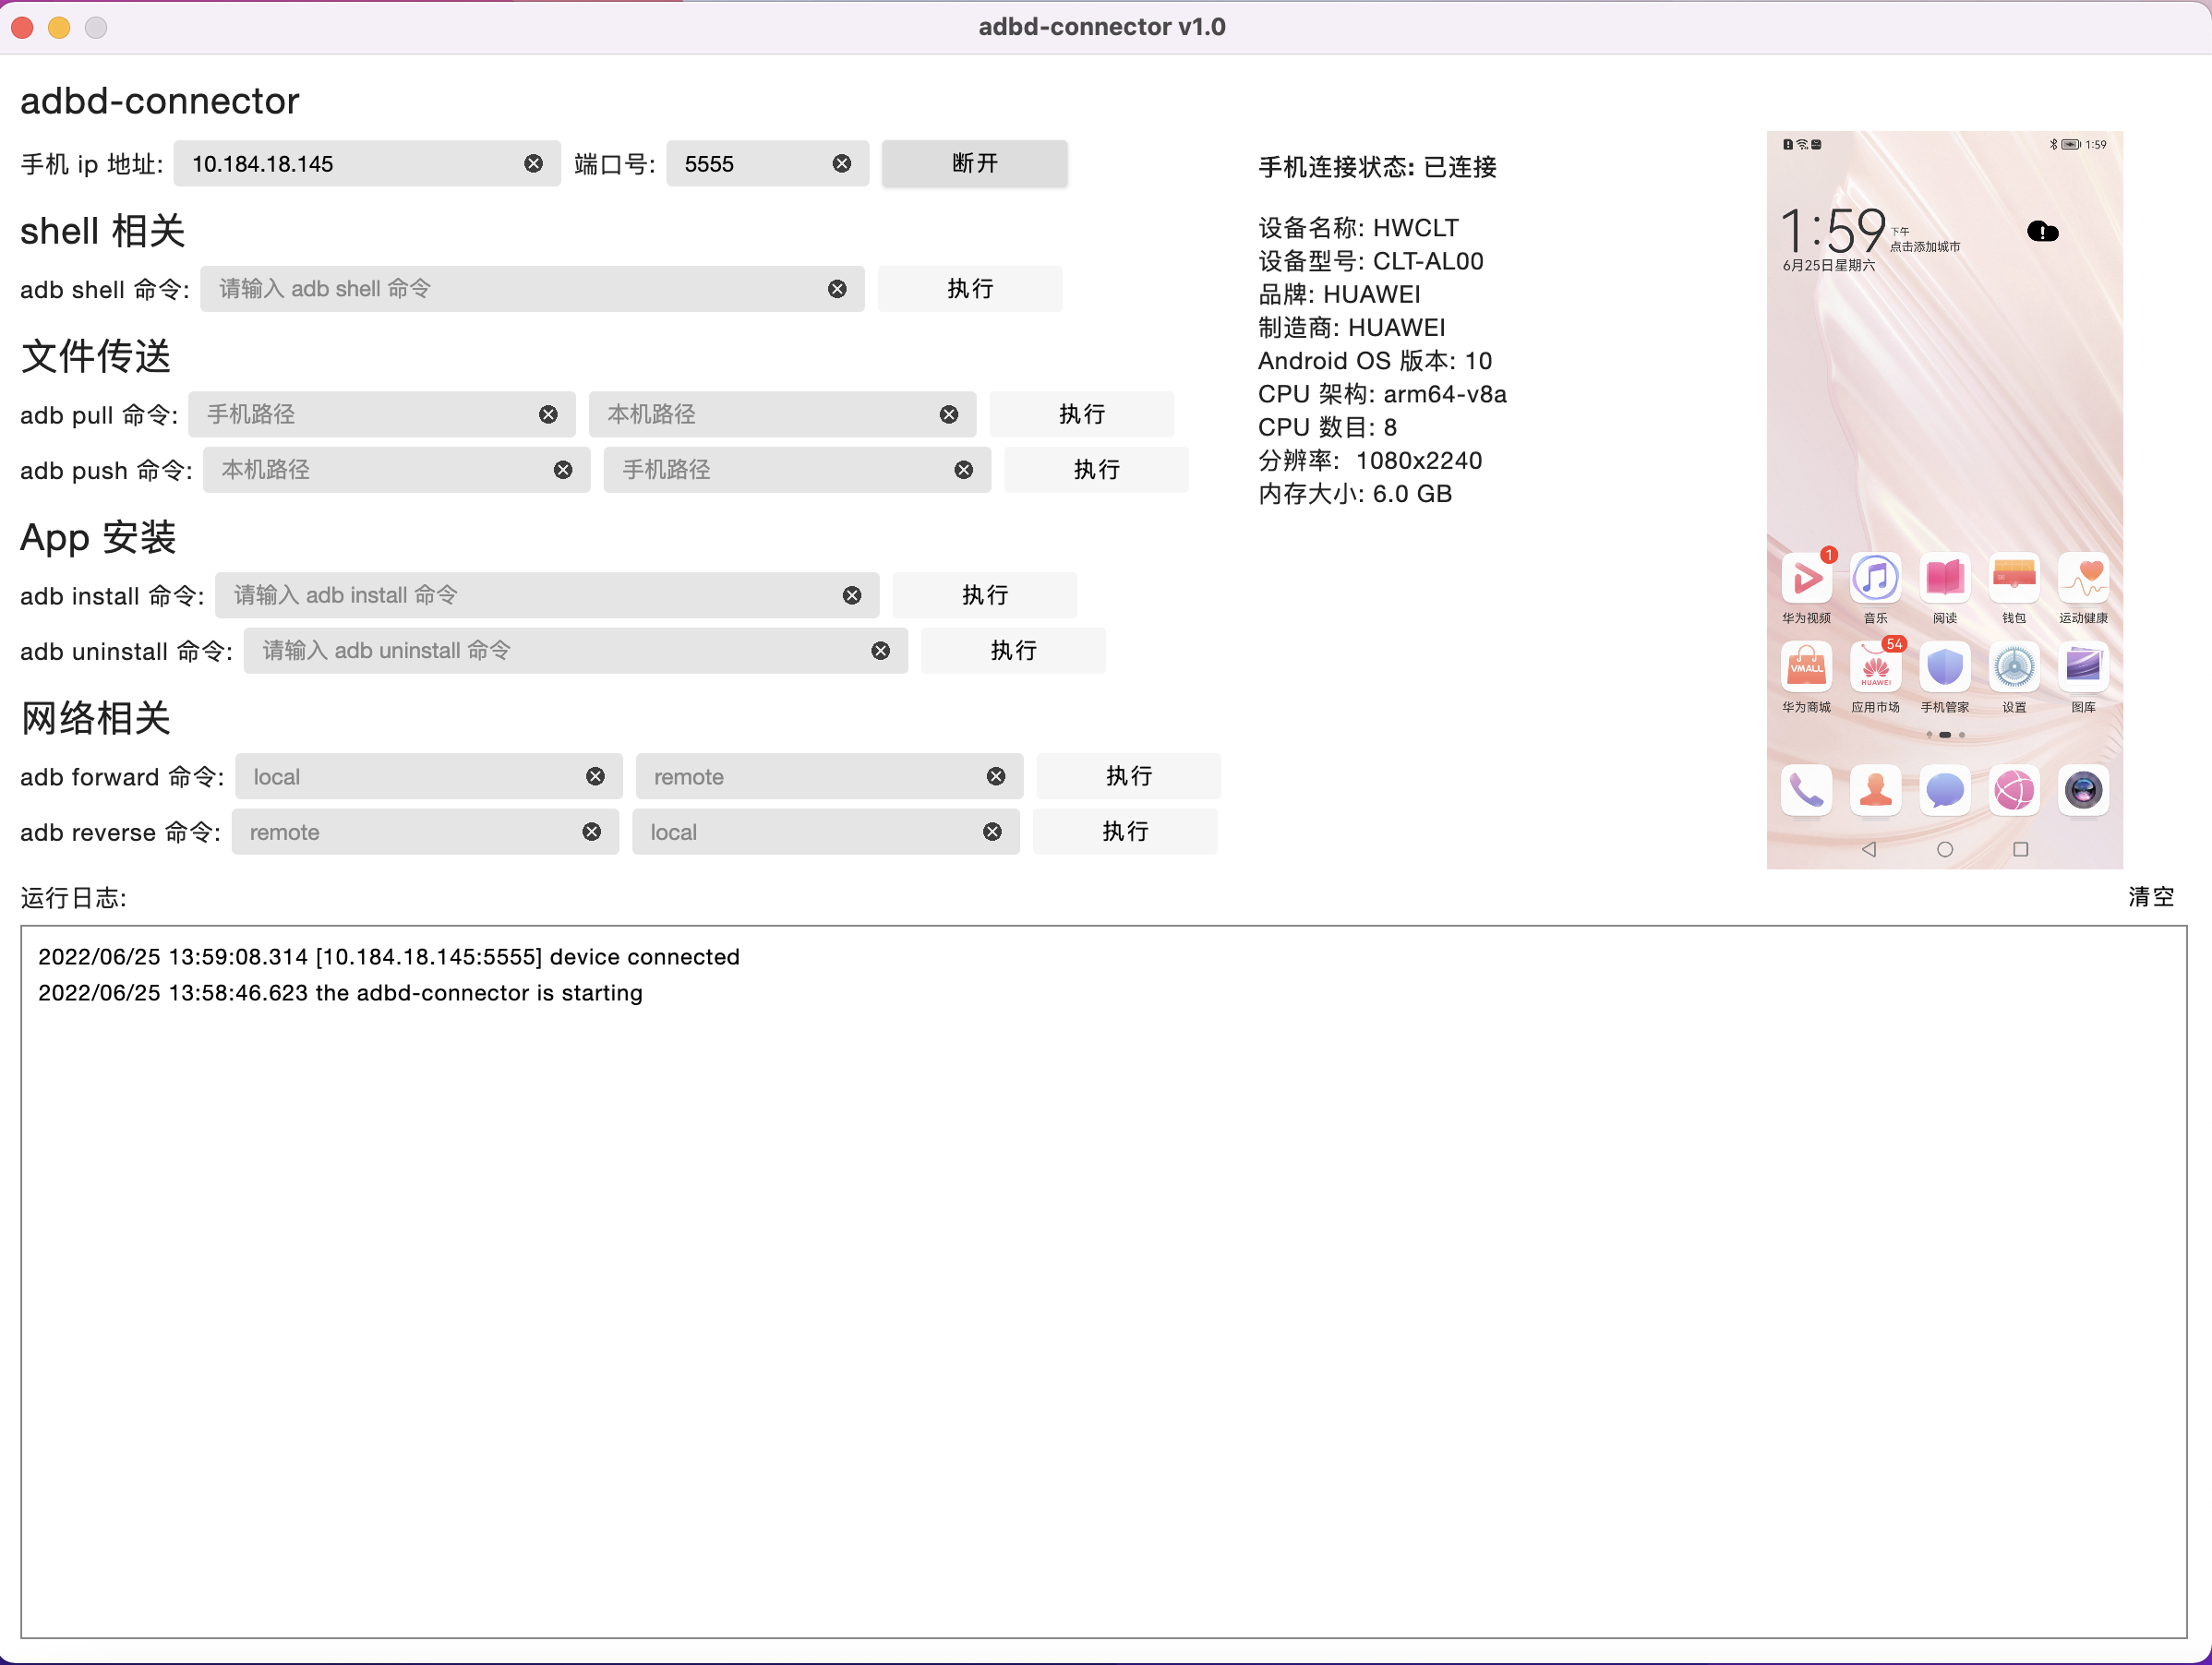 adbd-connector v1.0
adbd-connector
手机 ip 地址: 10.184.18.145 端口号: 5555 断开
shell 相关
adb shell 命令: 请输入 adb shell 命令 执行
文件传送
adb pull 命令: 手机路径 本机路径 执行
adb push 命令: 本机路径 手机路径 执行
App 安装
adb install 命令: 请输入 adb install 命令 执行
adb uninstall 命令: 请输入 adb uninstall 命令 执行
网络相关
adb forward 命令: local remote 执行
adb reverse 命令: remote local 执行
手机连接状态: 已连接
设备名称: HWCLT
设备型号: CLT-AL00
品牌: HUAWEI
制造商: HUAWEI
Android OS 版本: 10
CPU 架构: arm64-v8a
CPU 数目: 8
分辨率: 1080x2240
内存大小: 6.0 GB
1:59
1:59 下午
点击添加城市
6月25日星期六
1
华为视频 音乐 阅读 钱包 运动健康
54
VMALL HUAWEI
华为商城 应用市场 手机管家 设置 图库
运行日志: 清空
2022/06/25 13:59:08.314 [10.184.18.145:5555] device connected
2022/06/25 13:58:46.623 the adbd-connector is starting